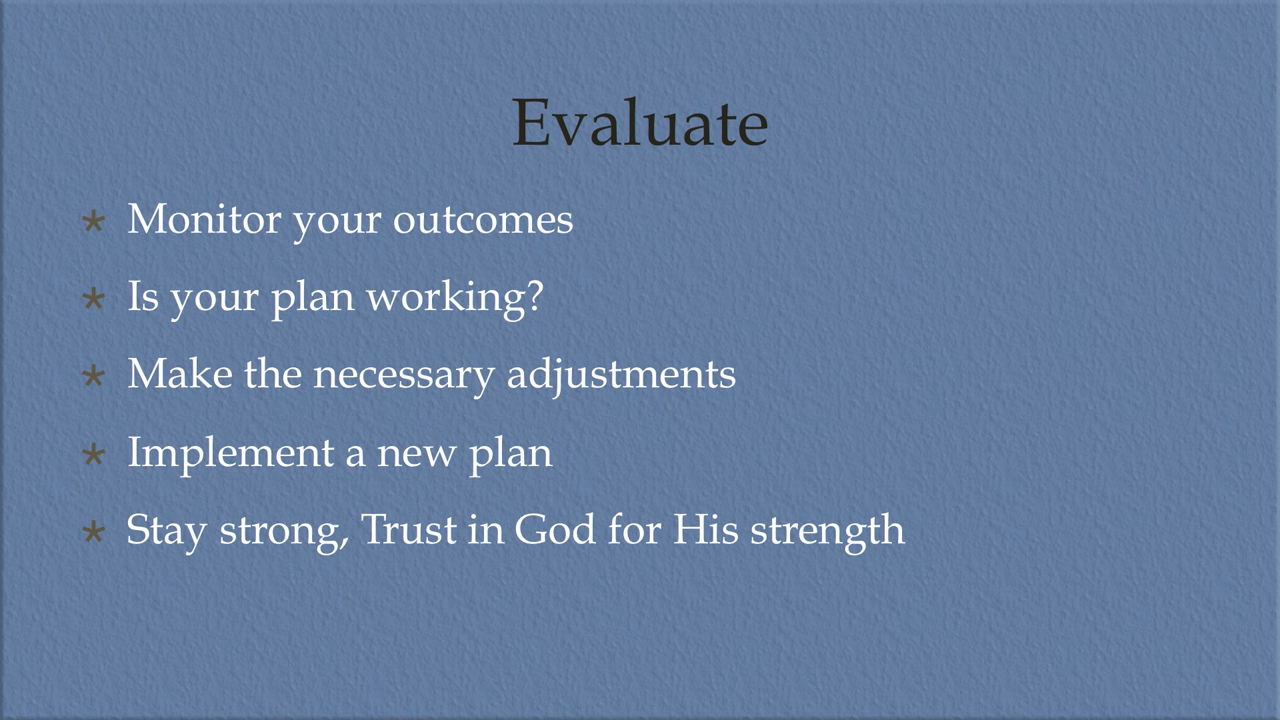 Evaluate
* Monitor your outcomes
* Is your plan working?
* Make the necessary adjustments
* Implement a new plan
* Stay strong, Trust in God for His strength